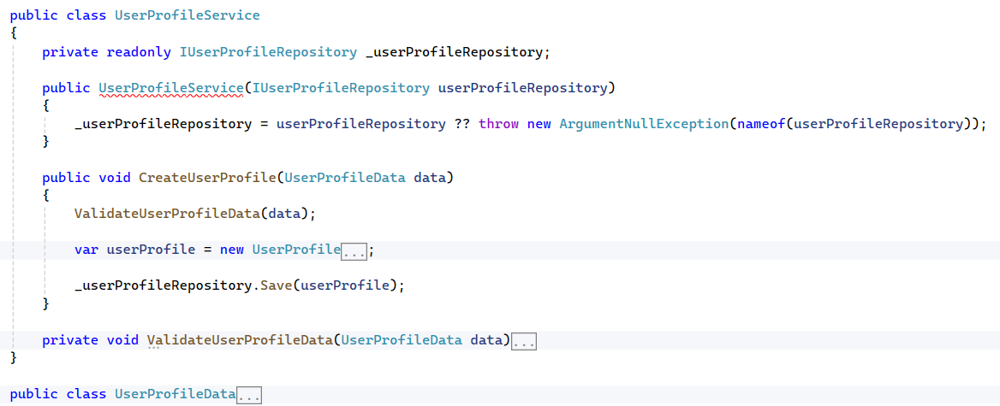 public class UserProfileService
{
    private readonly IUserProfileRepository _userProfileRepository;

    public UserProfileService(IUserProfileRepository userProfileRepository)
    {
        _userProfileRepository = userProfileRepository ?? throw new ArgumentNullException(nameof(userProfileRepository));
    }

    public void CreateUserProfile(UserProfileData data)
    {
        ValidateUserProfileData(data);

        var userProfile = new UserProfile...;

        _userProfileRepository.Save(userProfile);
    }

    private void ValidateUserProfileData(UserProfileData data)...
}

public class UserProfileData...